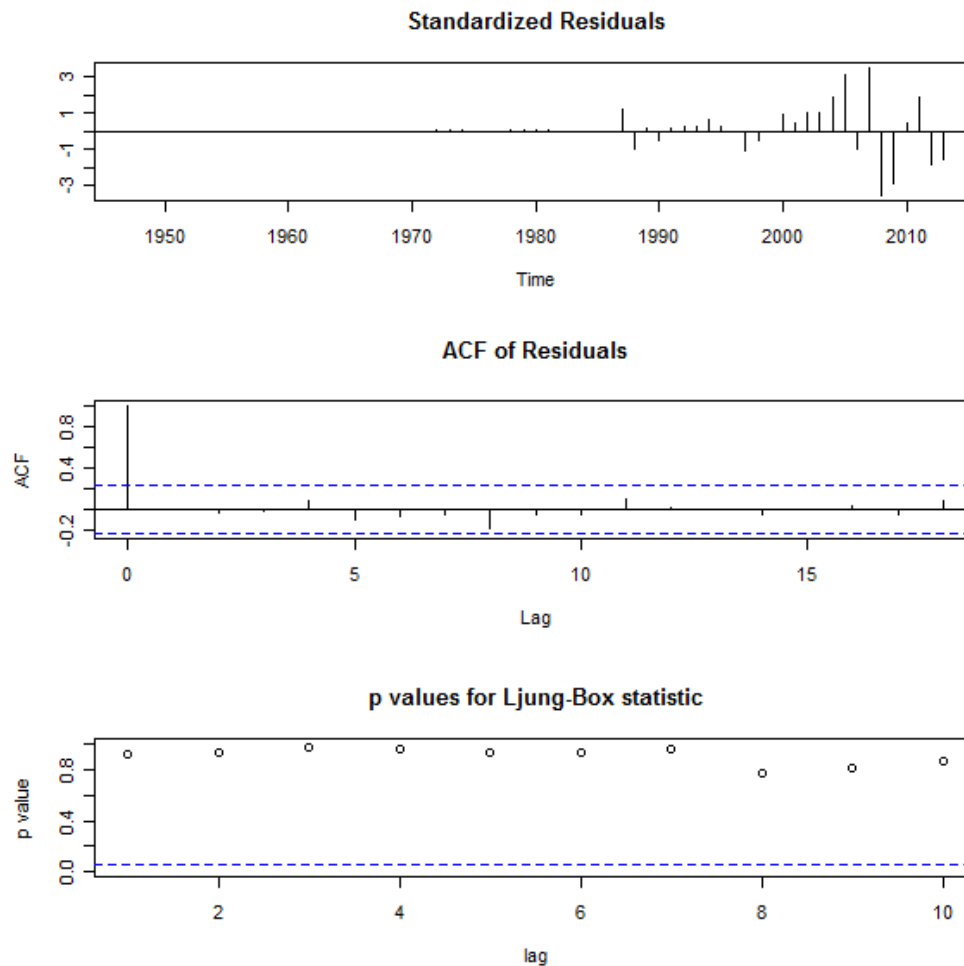 Standardized Residuals
3
1
-1
-3
1950 1960 1970 1980 1990 2000 2010
Time
ACF of Residuals
ACF
0.8
0.4
-0.2
0 5 10 15
Lag
p values for Ljung-Box statistic
p value
0.8
0.4
0.0
2 4 6 8 10
lag